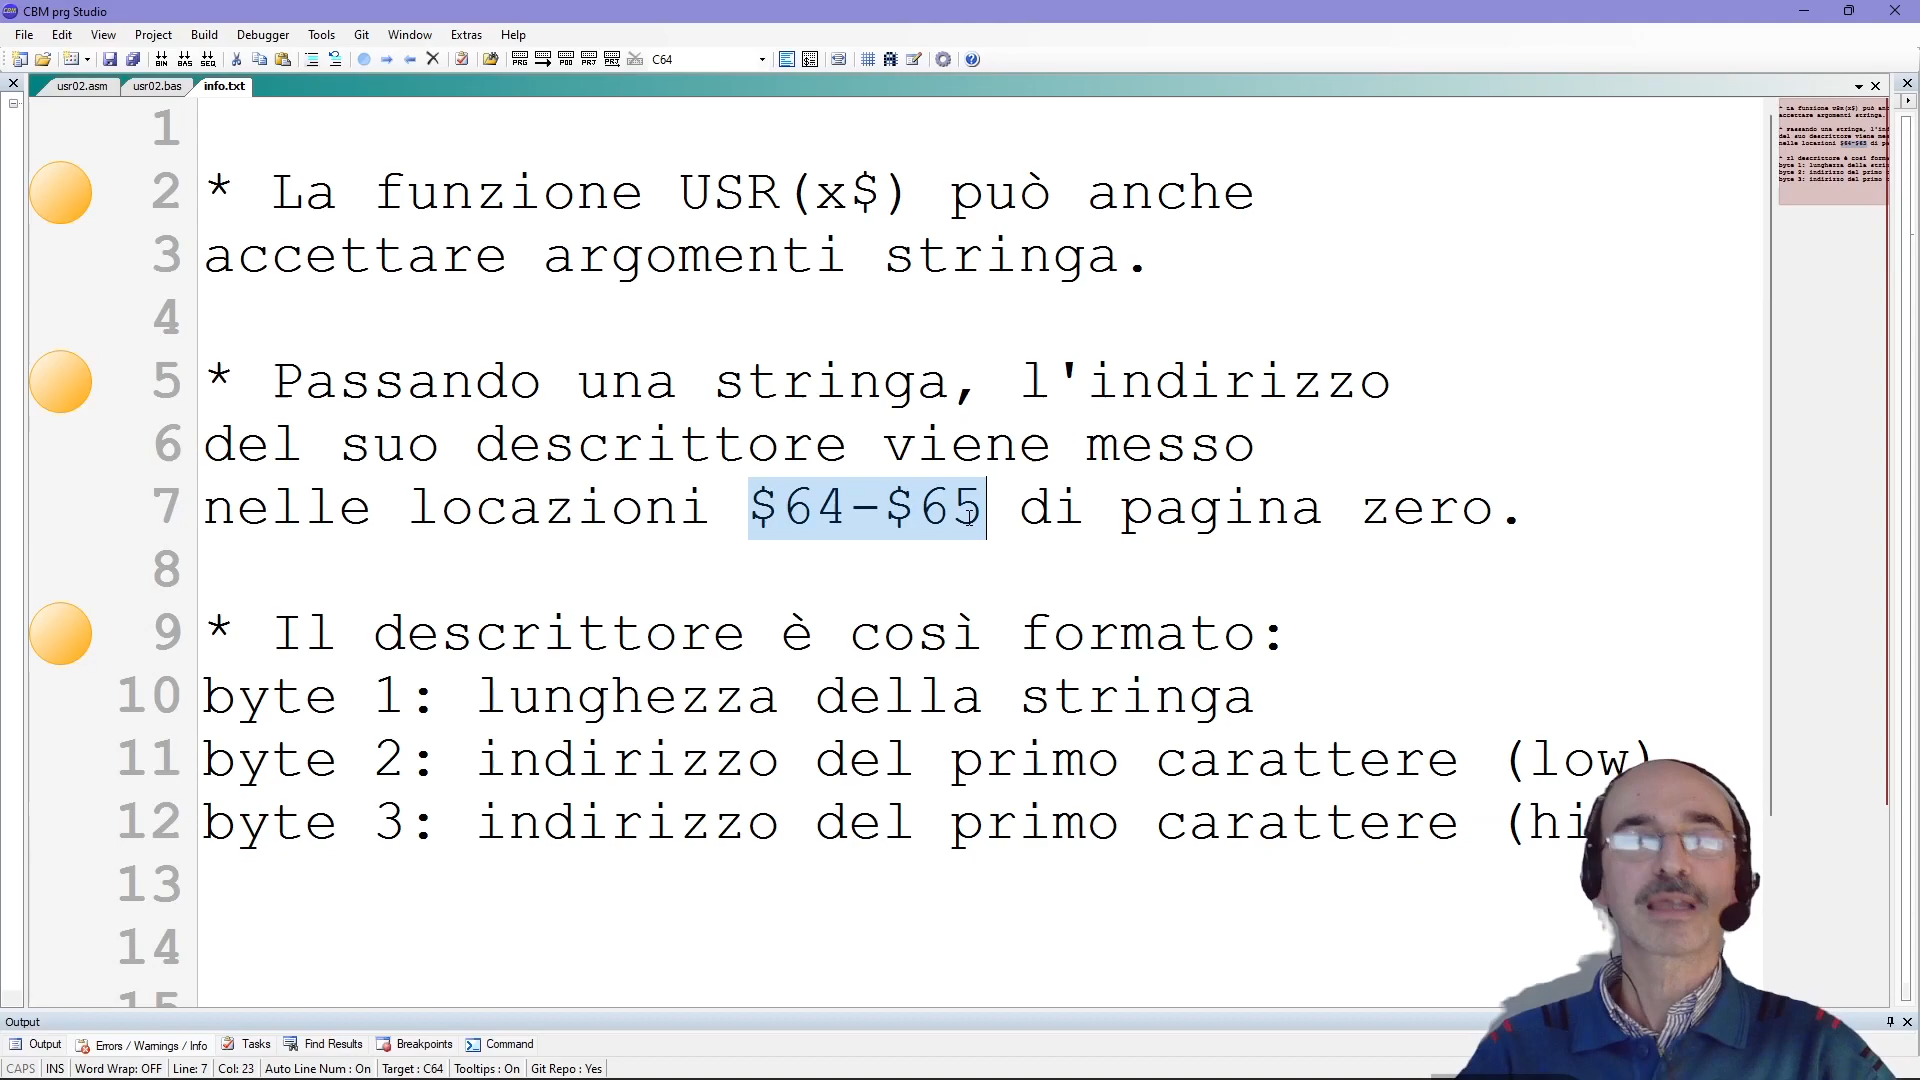 CBM prg Studio
File Edit View Project Build Debugger Tools Git Window Extras Help
C64
usr02.asm usr02.bas info.txt
1
2 * La funzione USR(x$) può anche
3 accettare argomenti stringa.
4
5 * Passando una stringa, l'indirizzo
6 del suo descrittore viene messo
7 nelle locazioni $64-$65 di pagina zero.
8
9 * Il descrittore è così formato:
10 byte 1: lunghezza della stringa
11 byte 2: indirizzo del primo carattere (low)
12 byte 3: indirizzo del primo carattere (hi
13
14
15
Output
Output Errors / Warnings / Info Tasks Find Results Breakpoints Command
CAPS INS Word Wrap: OFF Line: 7 Col: 23 Auto Line Num : On Target : C64 Tooltips : On Git Repo : Yes